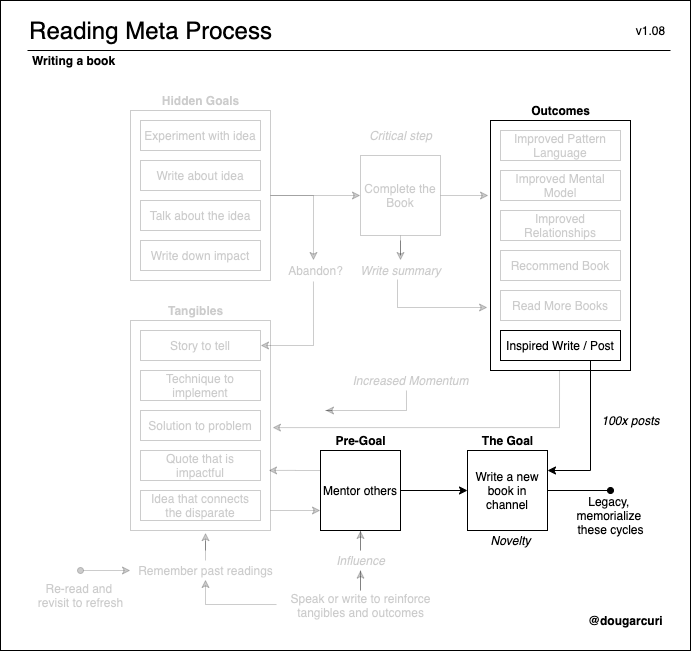 Reading Meta Process
v1.08
Writing a book
Hidden Goals
Experiment with idea
Write about idea
Talk about the idea
Write down impact
Critical step
Complete the
Book
Abandon?
Write summary
Outcomes
Improved Pattern
Language
Improved Mental
Model
Improved
Relationships
Recommend Book
Read More Books
Inspired Write / Post
Tangibles
Story to tell
Technique to
implement
Solution to problem
Quote that is
impactful
Idea that connects
the disparate
Increased Momentum
100x posts
Pre-Goal
Mentor others
The Goal
Write a new
book in
channel
Novelty
Legacy,
memorialize
these cycles
Influence
Remember past readings
Re-read and
revisit to refresh
Speak or write to reinforce
tangibles and outcomes
@dougarcuri